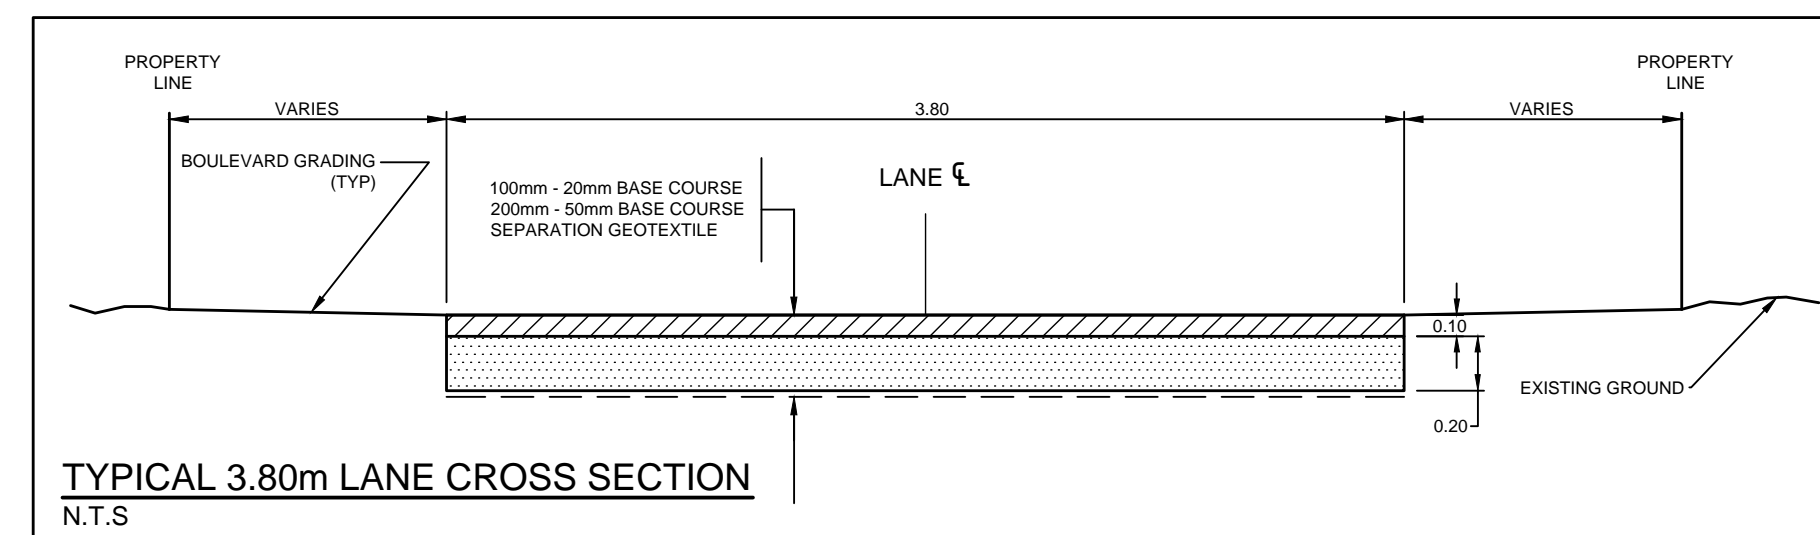 PROPERTY
LINE
PROPERTY
LINE
VARIES
3.80
VARIES
BOULEVARD GRADING
(TYP)
100mm - 20mm BASE COURSE
200mm - 50mm BASE COURSE
SEPARATION GEOTEXTILE
LANE ℄
0.10
EXISTING GROUND
0.20
TYPICAL 3.80m LANE CROSS SECTION
N.T.S